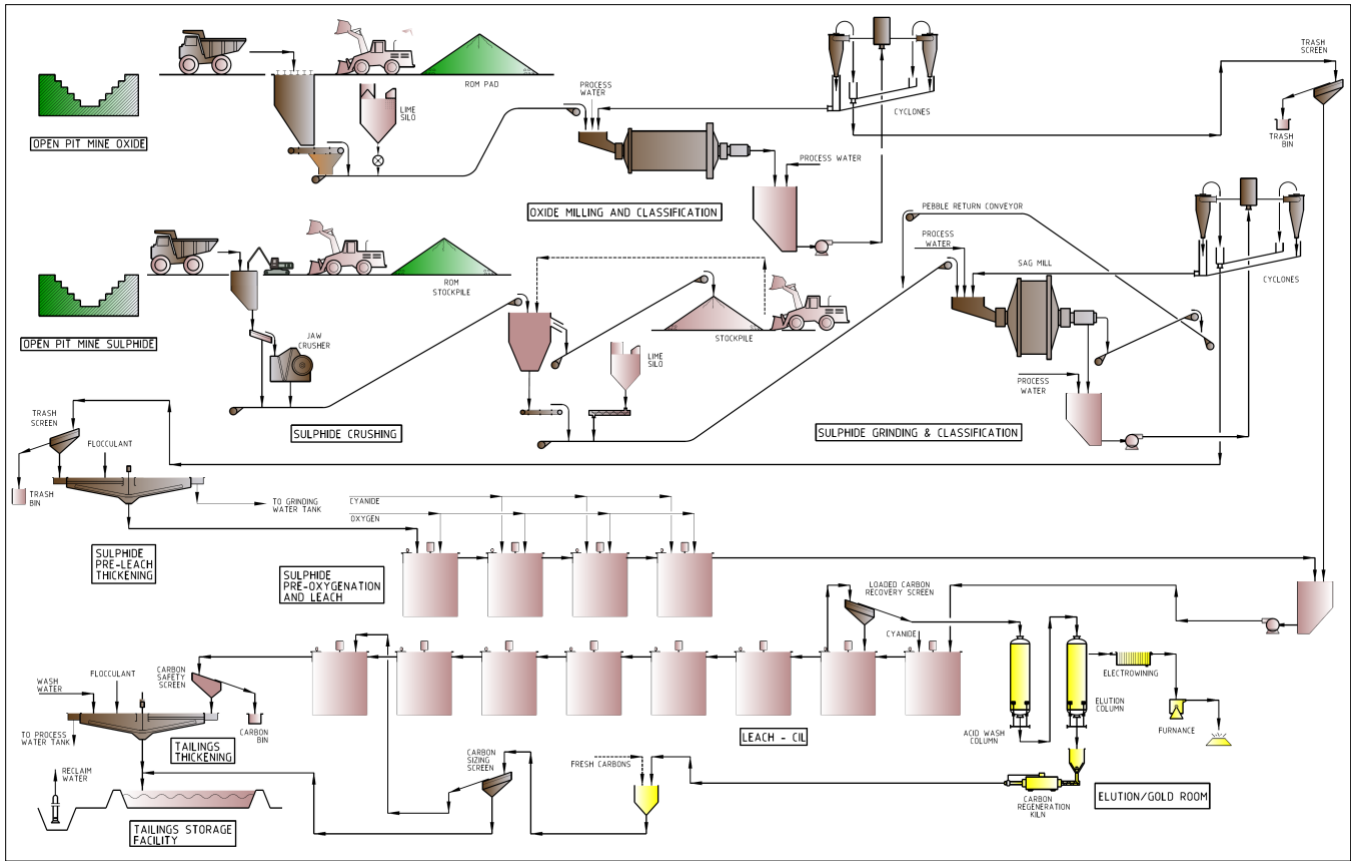 TRASH
SCREEN
ROM PAD
PROCESS
WATER
LIME
SILO
CYCLONES
TRASH
BIN
OPEN PIT MINE OXIDE
PROCESS WATER
OXIDE MILLING AND CLASSIFICATION
PEBBLE RETURN CONVEYOR
PROCESS
WATER
SAG MILL
ROM
STOCKPILE
CYCLONES
OPEN PIT MINE SULPHIDE
JAW
CRUSHER
STOCKPILE
LIME
SILO
PROCESS
WATER
TRASH
SCREEN
SULPHIDE CRUSHING
SULPHIDE GRINDING & CLASSIFICATION
FLOCCULANT
TRASH
BIN
TO GRINDING
WATER TANK
CYANIDE
OXYGEN
SULPHIDE
PRE-LEACH
THICKENING
SULPHIDE
PRE-OXYGENATION
AND LEACH
LOADED CARBON
RECOVERY SCREEN
CYANIDE
WASH
WATER
FLOCCULANT
CARBON
SAFETY
SCREEN
ELECTROWINING
ELUTION
COLUMN
TO PROCESS
WATER TANK
TAILINGS
THICKENING
CARBON
BIN
LEACH - CIL
ACID WASH
COLUMN
FURNANCE
RECLAIM
WATER
CARBON
SIZING
SCREEN
FRESH CARBONS
CARBON
REGENERATION
KILN
ELUTION/GOLD ROOM
TAILINGS STORAGE
FACILITY